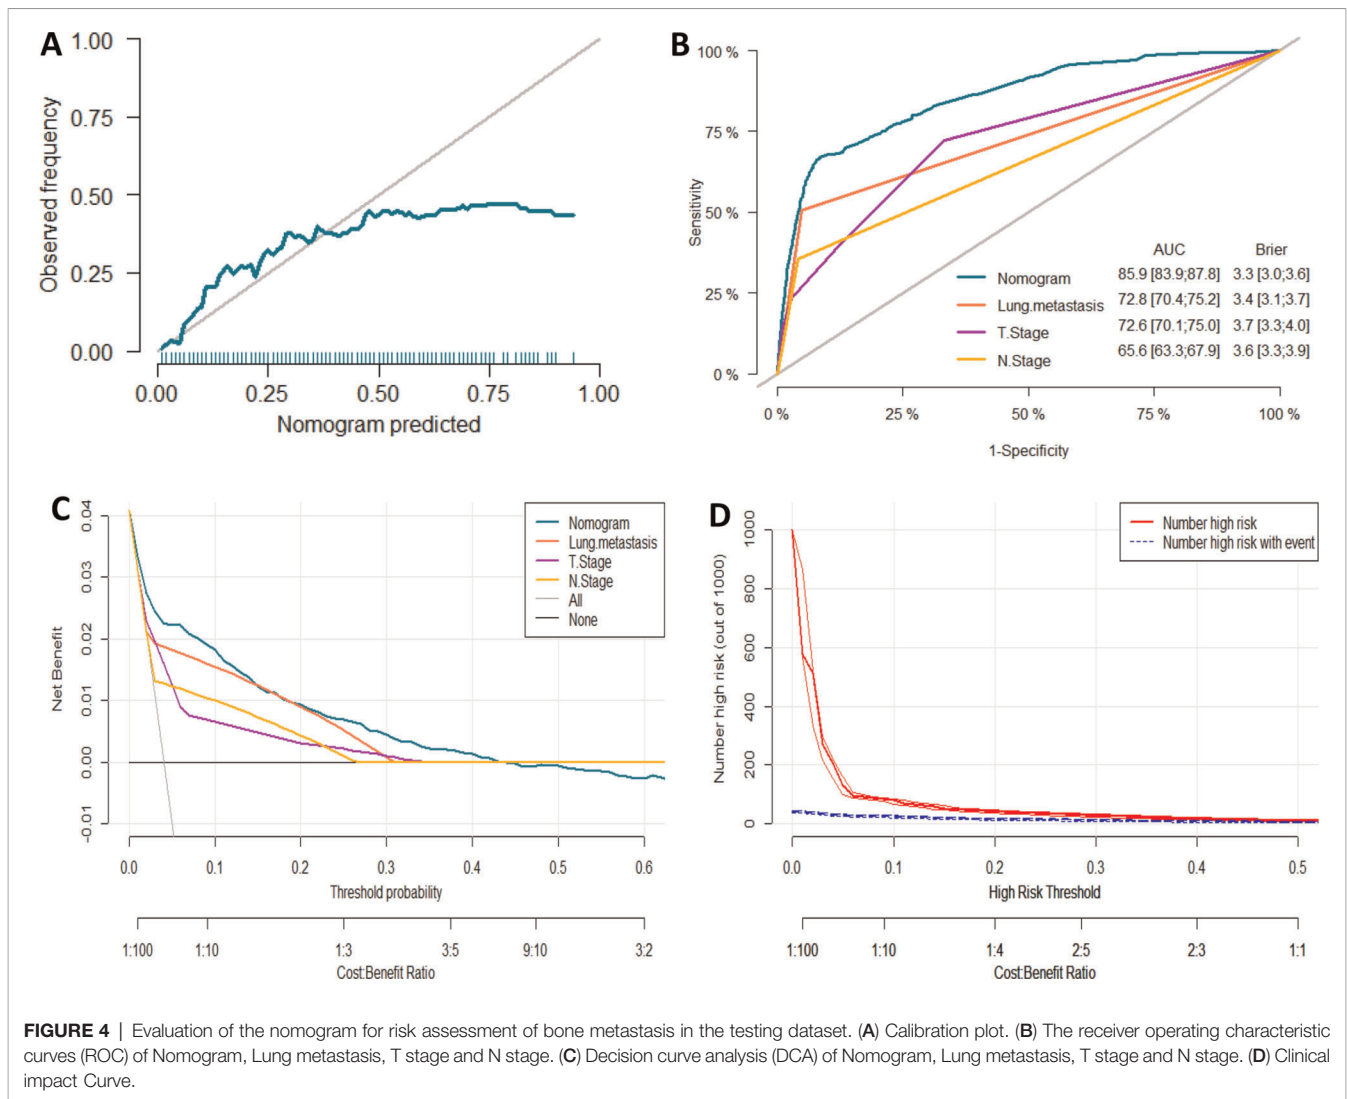 A
1.00
0.75
0.50
0.25
0.00
Observed frequency
0.00 0.25 0.50 0.75 1.00
Nomogram predicted
B
100 %
75 %
50 %
25 %
0 %
Sensitivity
AUC Brier
Nomogram 85.9 [83.9;87.8] 3.3 [3.0;3.6]
Lung.metastasis 72.8 [70.4;75.2] 3.4 [3.1;3.7]
T.Stage 72.6 [70.1;75.0] 3.7 [3.3;4.0]
N.Stage 65.6 [63.3;67.9] 3.6 [3.3;3.9]
0 % 25 % 50 % 75 % 100 %
1-Specificity
C
0.04
0.03
0.02
0.01
0.00
-0.01
Net Benefit
Nomogram
Lung.metastasis
T.Stage
N.Stage
All
None
0.0 0.1 0.2 0.3 0.4 0.5 0.6
Threshold probability
1:100 1:10 1:3 3:5 9:10 3:2
Cost:Benefit Ratio
D
1000
800
600
400
200
0
Number high risk (out of 1000)
Number high risk
Number high risk with event
0.0 0.1 0.2 0.3 0.4 0.5
High Risk Threshold
1:100 1:10 1:4 2:5 2:3 1:1
Cost:Benefit Ratio
FIGURE 4 | Evaluation of the nomogram for risk assessment of bone metastasis in the testing dataset. (A) Calibration plot. (B) The receiver operating characteristic
curves (ROC) of Nomogram, Lung metastasis, T stage and N stage. (C) Decision curve analysis (DCA) of Nomogram, Lung metastasis, T stage and N stage. (D) Clinical
impact Curve.